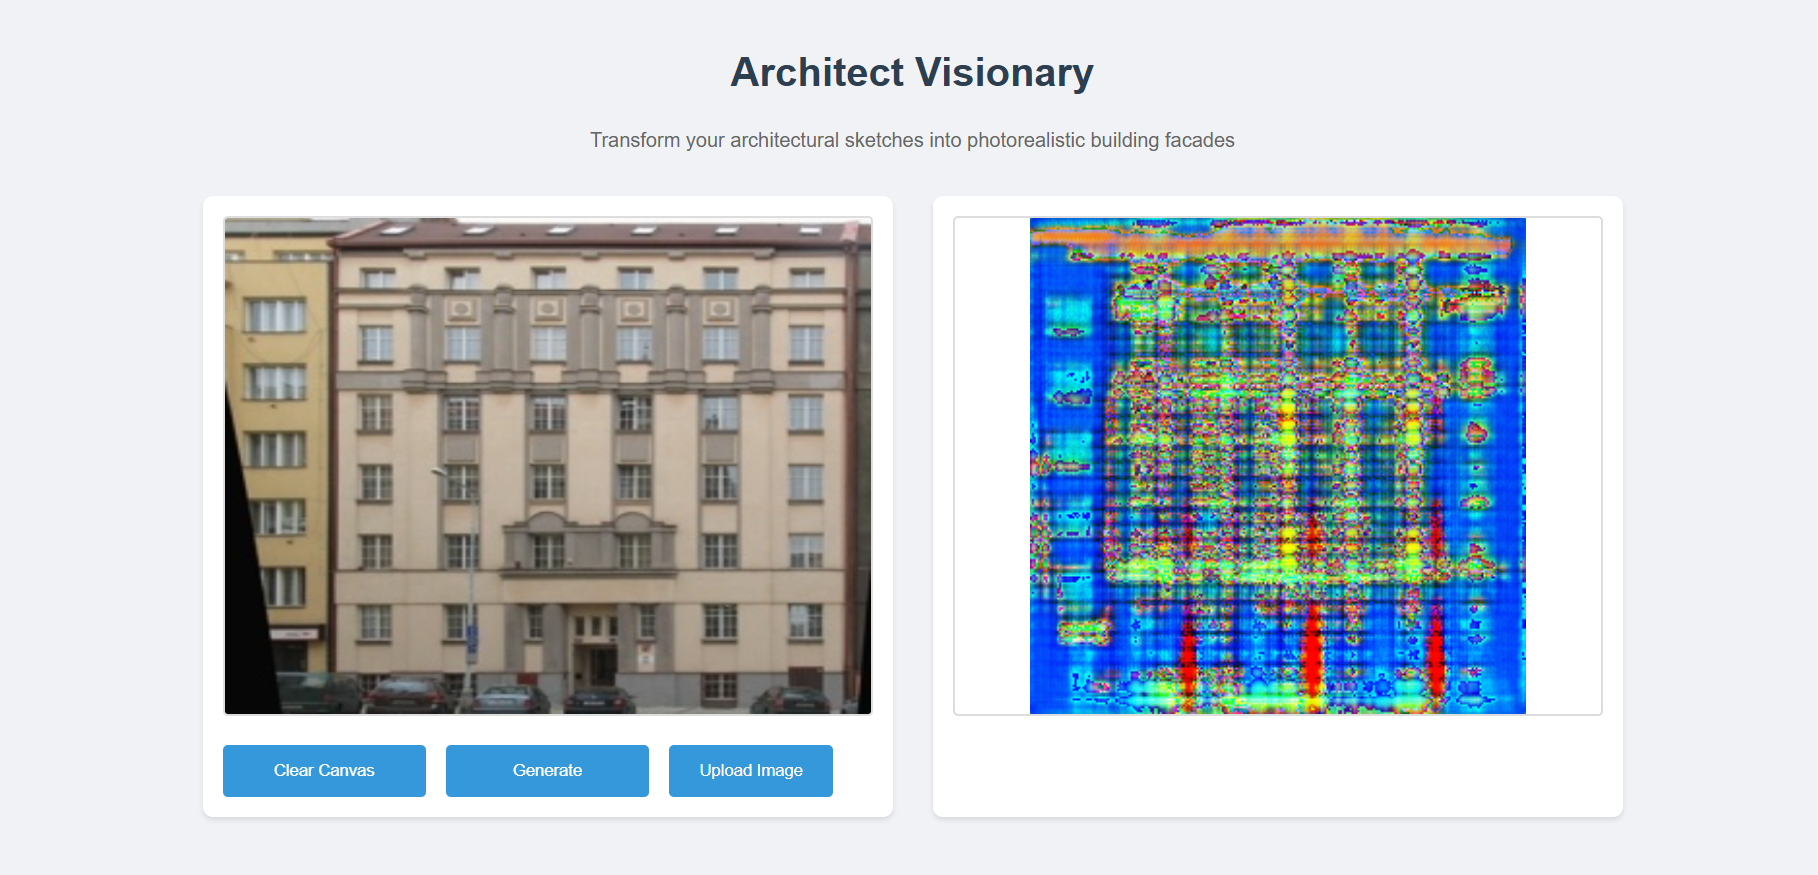 Architect Visionary
Transform your architectural sketches into photorealistic building facades
Clear Canvas
Generate
Upload Image